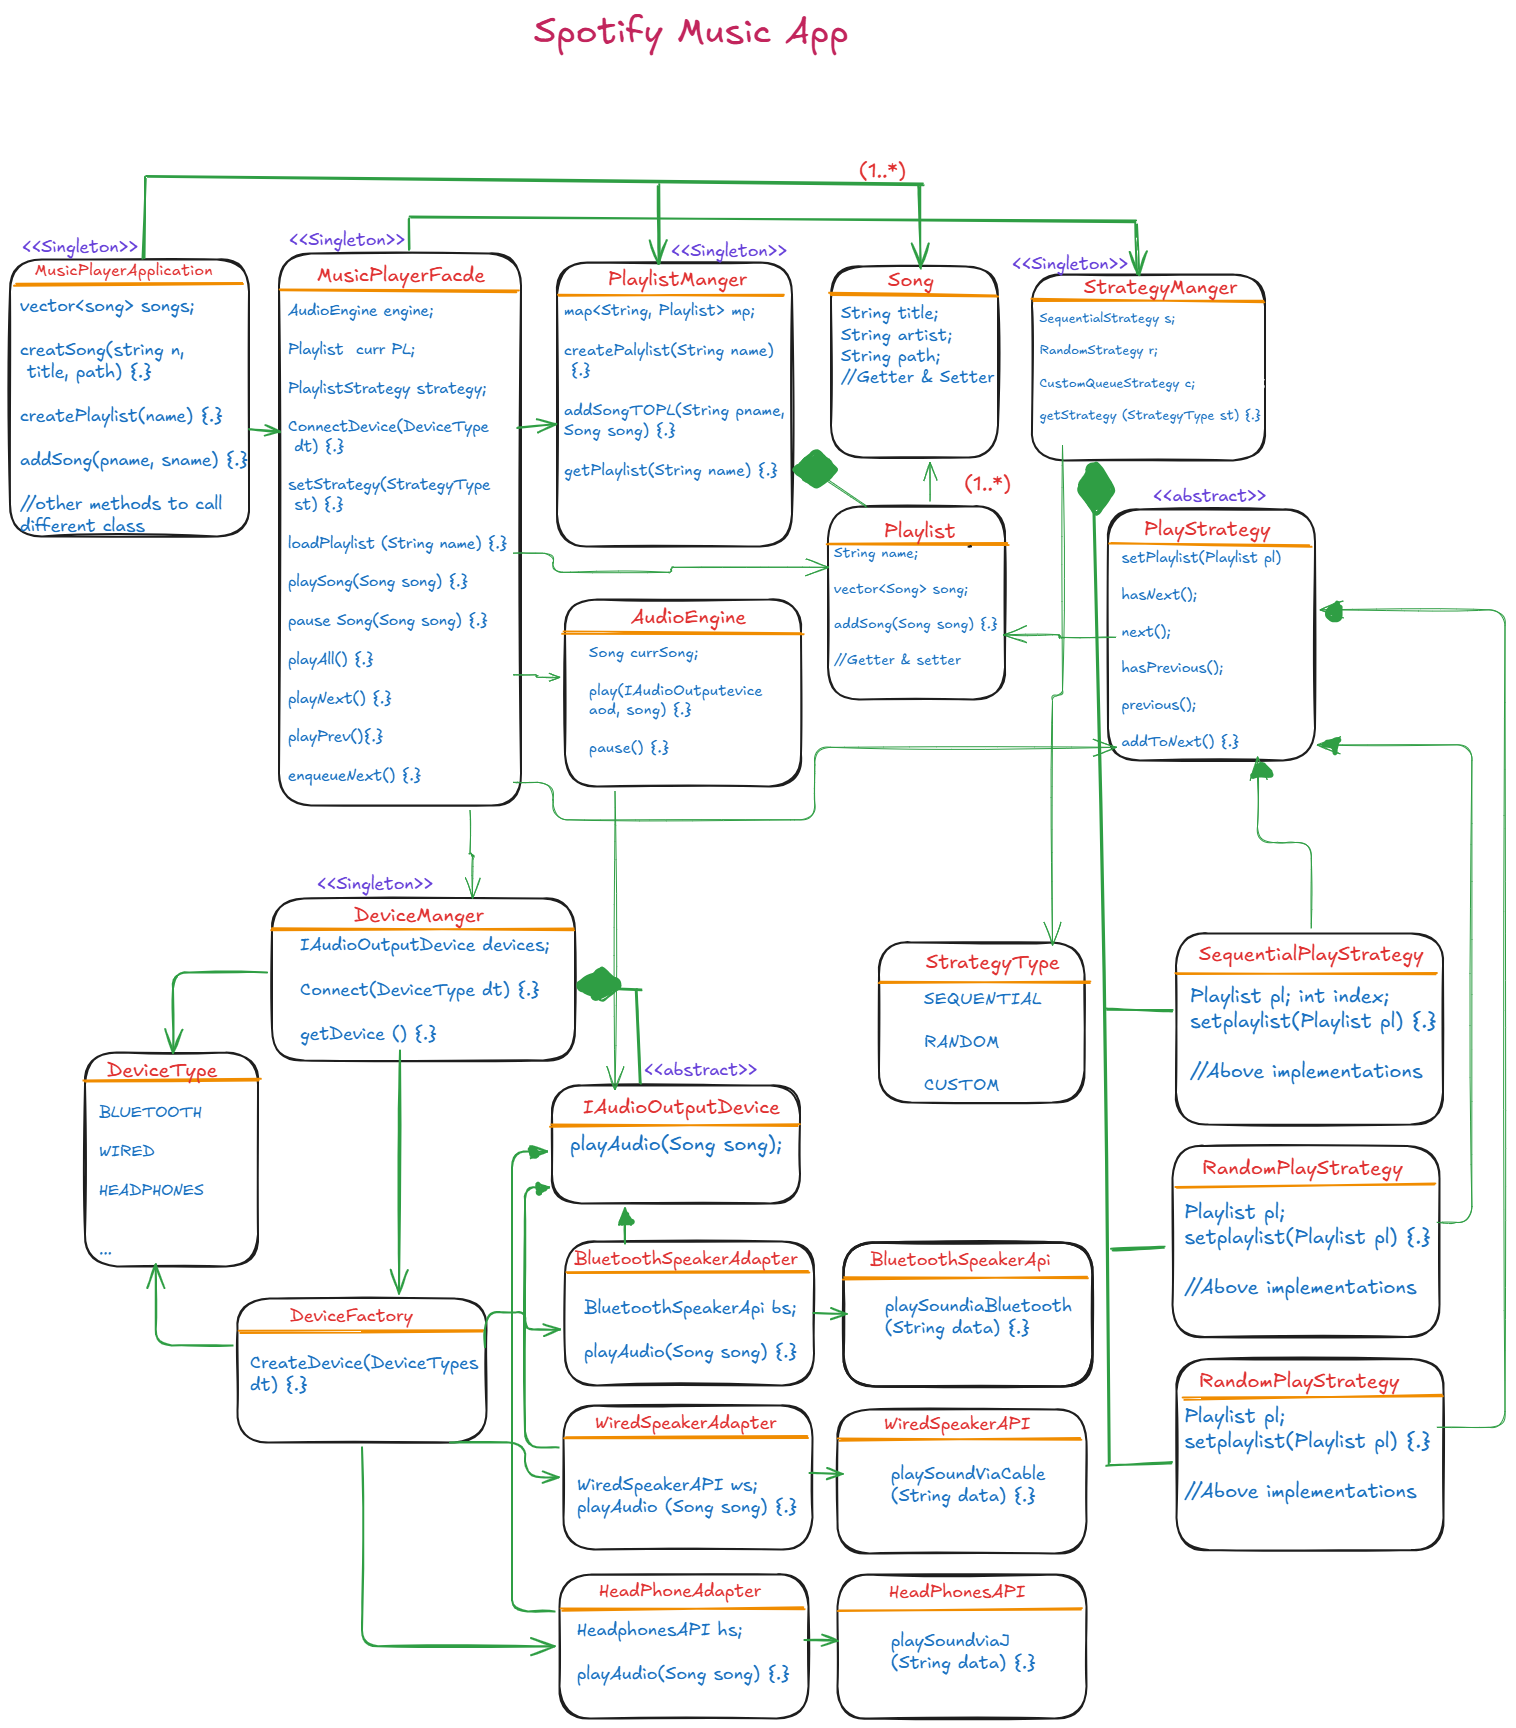 Spotify Music App
(1..*)
<<Singleton>>
MusicPlayerApplication
vector<song> songs;
creatSong(string n,
title, path) {.}
createPlaylist(name) {.}
addSong(pname, sname) {.}
//other methods to call
different class
<<Singleton>>
MusicPlayerFacde
AudioEngine engine;
Playlist curr PL;
PlaylistStrategy strategy;
ConnectDevice(DeviceType
dt) {.}
setStrategy(StrategyType
st) {.}
loadPlaylist (String name) {.}
playSong(Song song) {.}
pause Song(Song song) {.}
playAll() {.}
playNext() {.}
playPrev(){.}
enqueueNext() {.}
<<Singleton>>
PlaylistManger
map<String, Playlist> mp;
createPalylist(String name)
{.}
addSongTOPL(String pname,
Song song) {.}
getPlaylist(String name) {.}
Song
String title;
String artist;
String path;
//Getter & Setter
<<Singleton>>
StrategyManger
SequentialStrategy s;
RandomStrategy r;
CustomQueueStrategy c;
getStrategy (StrategyType st) {.}
(1..*)
Playlist
String name;
vector<Song> song;
addSong(Song song) {.}
//Getter & setter
<<abstract>>
PlayStrategy
setPlaylist(Playlist pl)
hasNext();
next();
hasPrevious();
previous();
addToNext() {.}
AudioEngine
Song currSong;
play(IAudioOutputevice
aod, song) {.}
pause() {.}
<<Singleton>>
DeviceManger
IAudioOutputDevice devices;
Connect(DeviceType dt) {.}
getDevice () {.}
StrategyType
SEQUENTIAL
RANDOM
CUSTOM
SequentialPlayStrategy
Playlist pl; int index;
setplaylist(Playlist pl) {.}
//Above implementations
DeviceType
BLUETOOTH
WIRED
HEADPHONES
...
<<abstract>>
IAudioOutputDevice
playAudio(Song song);
RandomPlayStrategy
Playlist pl;
setplaylist(Playlist pl) {.}
//Above implementations
DeviceFactory
CreateDevice(DeviceTypes
dt) {.}
BluetoothSpeakerAdapter
BluetoothSpeakerApi bs;
playAudio(Song song) {.}
BluetoothSpeakerApi
playSoundiaBluetooth
(String data) {.}
RandomPlayStrategy
Playlist pl;
setplaylist(Playlist pl) {.}
//Above implementations
WiredSpeakerAdapter
WiredSpeakerAPI ws;
playAudio (Song song) {.}
WiredSpeakerAPI
playSoundViaCable
(String data) {.}
HeadPhoneAdapter
HeadphonesAPI hs;
playAudio(Song song) {.}
HeadPhonesAPI
playSoundviaJ
(String data) {.}